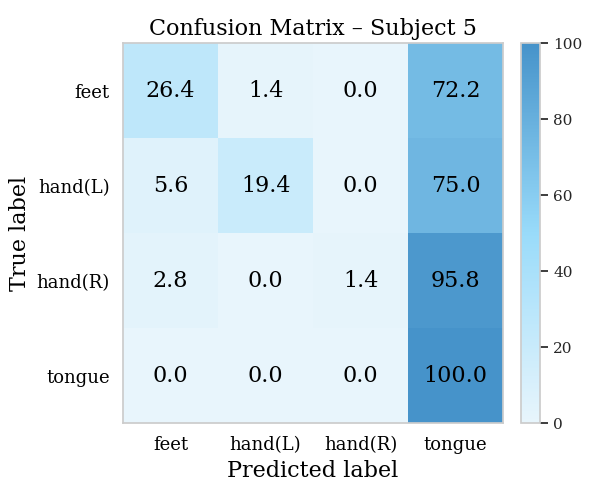 Confusion Matrix – Subject 5
True label
feet 26.4 1.4 0.0 72.2
hand(L) 5.6 19.4 0.0 75.0
hand(R) 2.8 0.0 1.4 95.8
tongue 0.0 0.0 0.0 100.0
feet hand(L) hand(R) tongue
Predicted label
100
80
60
40
20
0